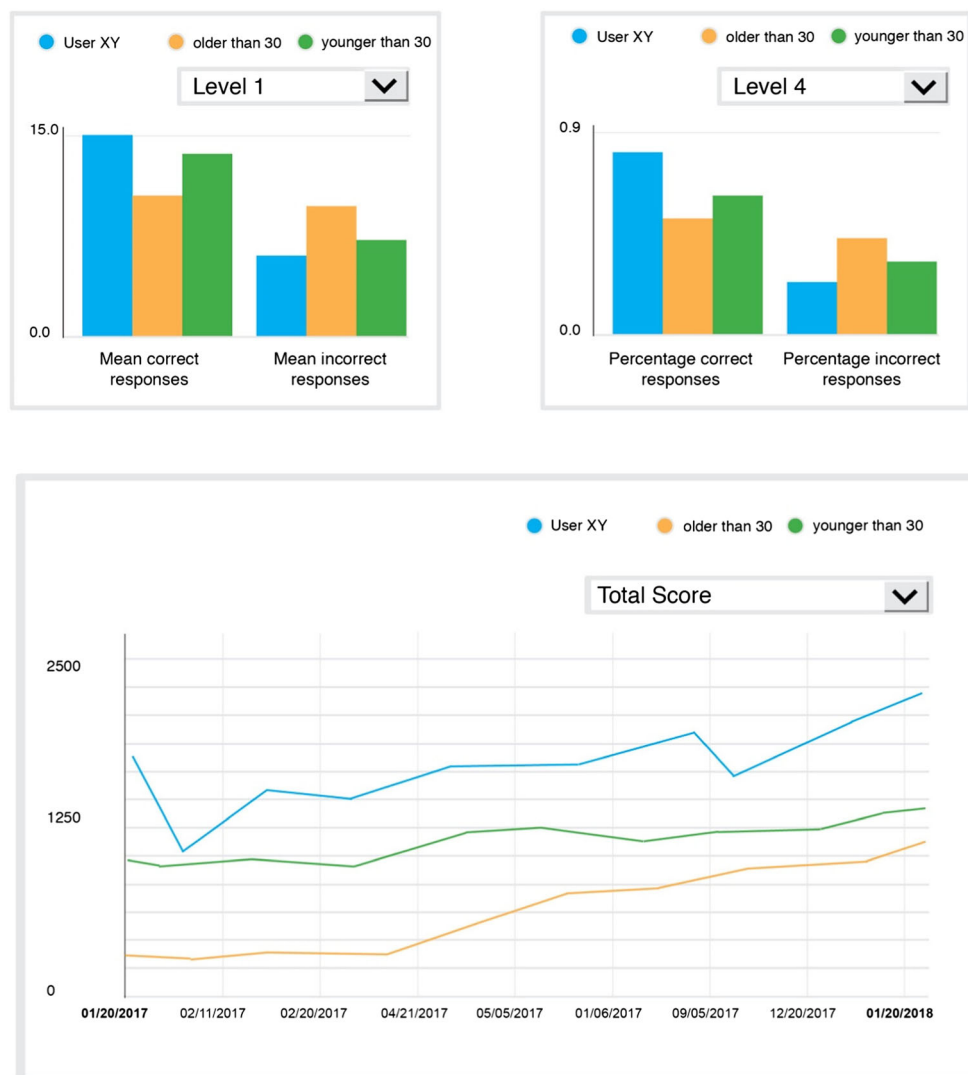 User XY older than 30 younger than 30
Level 1
15.0
0.0
Mean correct responses
Mean incorrect responses
User XY older than 30 younger than 30
Level 4
0.9
0.0
Percentage correct responses
Percentage incorrect responses
User XY older than 30 younger than 30
Total Score
2500
1250
0
01/20/2017 02/11/2017 02/20/2017 04/21/2017 05/05/2017 01/06/2017 09/05/2017 12/20/2017 01/20/2018